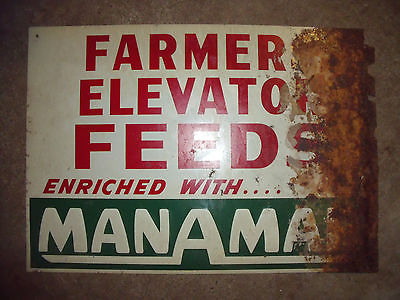 FARMER
ELEVATO
FEEDS
ENRICHED WITH....
MANAMA